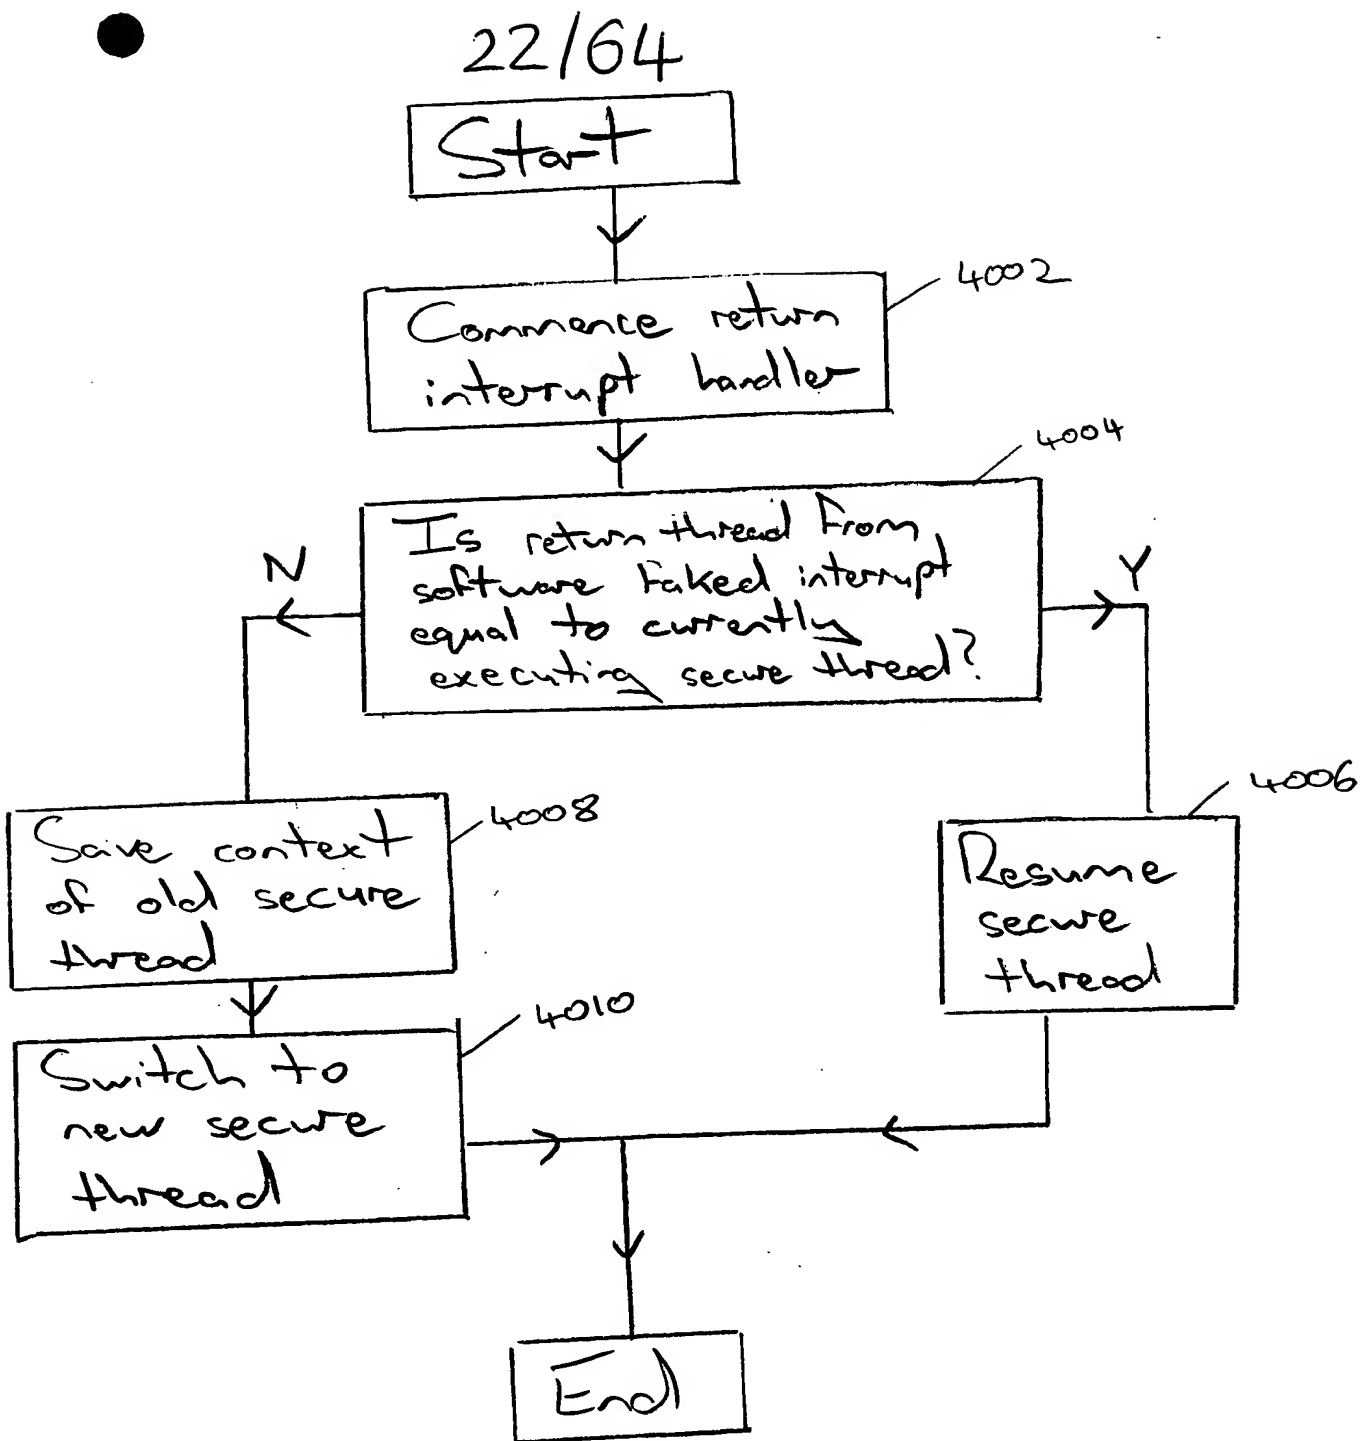 22/64
Start
4002
Commence return
interrupt handler
4004
Is return thread from
software faked interrupt
equal to currently
executing secure thread?
N
Y
4008
Save context
of old secure
thread
4006
Resume
secure
thread
4010
Switch to
new secure
thread
End